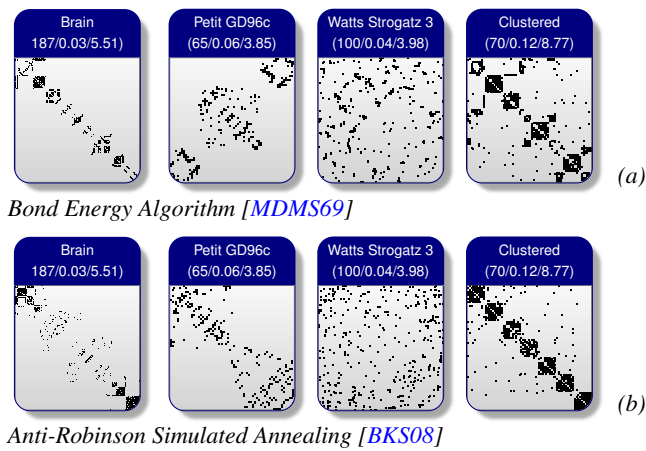 Brain
187/0.03/5.51)
Petit GD96c
(65/0.06/3.85)
Watts Strogatz 3
(100/0.04/3.98)
Clustered
(70/0.12/8.77)
(a)
Bond Energy Algorithm [MDMS69]
Brain
187/0.03/5.51)
Petit GD96c
(65/0.06/3.85)
Watts Strogatz 3
(100/0.04/3.98)
Clustered
(70/0.12/8.77)
(b)
Anti-Robinson Simulated Annealing [BKS08]